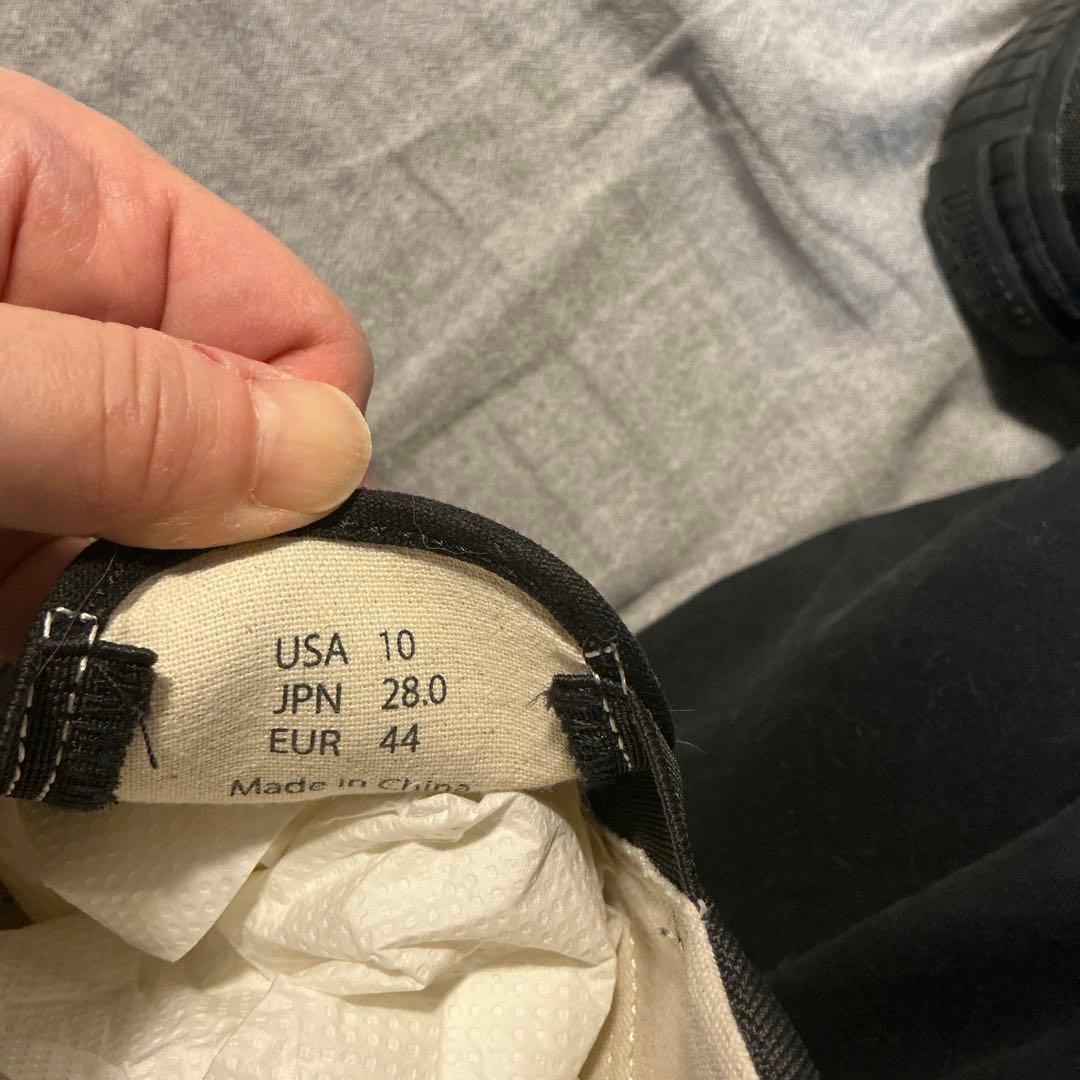 USA 10
JPN 28.0
EUR 44
Made in China